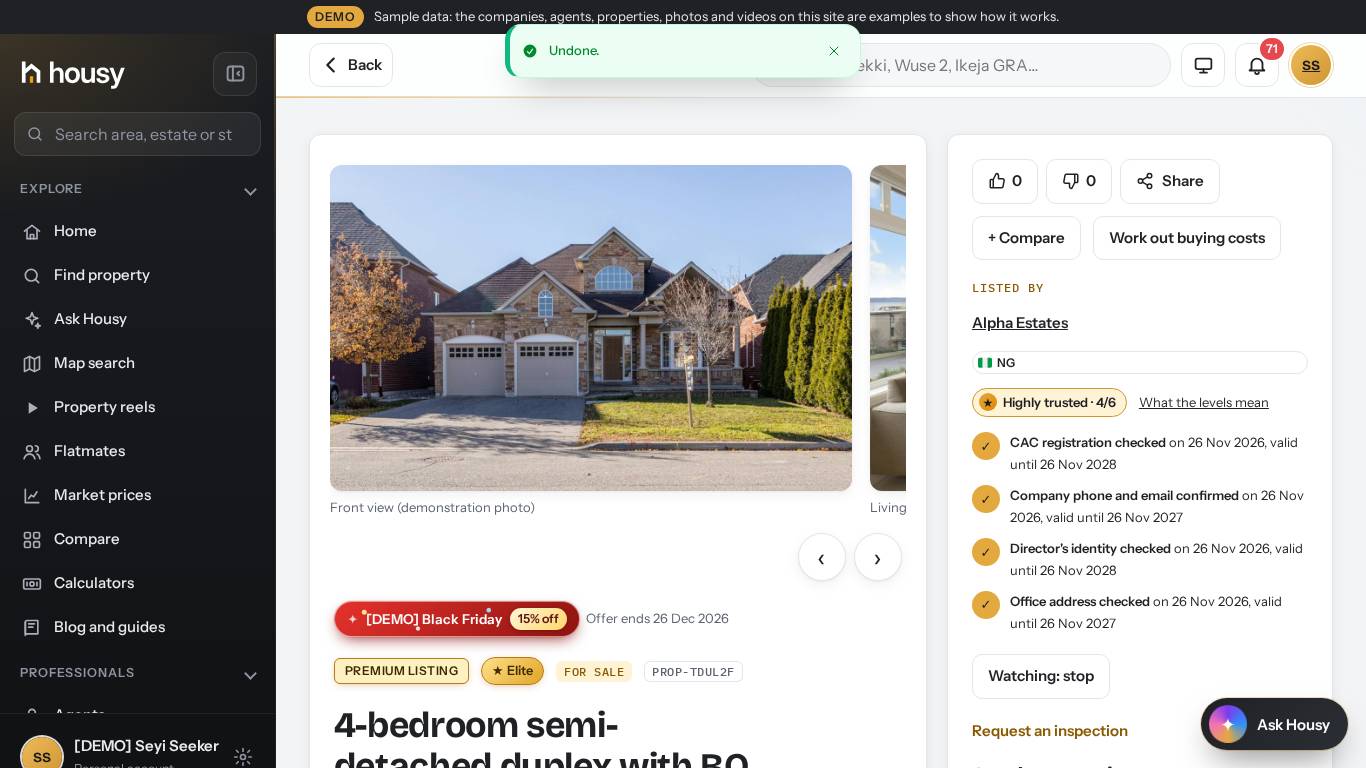 DEMO Sample data: the companies, agents, properties, photos and videos on this site are examples to show how it works.
housy
Search area, estate or st
EXPLORE
Home
Find property
Ask Housy
Map search
Property reels
Flatmates
Market prices
Compare
Calculators
Blog and guides
PROFESSIONALS
Agents
SS
[DEMO] Seyi Seeker
Personal account
Back
Undone.
ekki, Wuse 2, Ikeja GRA...
71
SS
Front view (demonstration photo)
Living
‹ ›
[DEMO] Black Friday 15% off Offer ends 26 Dec 2026
PREMIUM LISTING ★ Elite FOR SALE PROP-TDUL2F
4-bedroom semi-
detached duplex with BQ
0 0 Share
+ Compare Work out buying costs
LISTED BY
Alpha Estates
NG
★ Highly trusted · 4/6 What the levels mean
✓ CAC registration checked on 26 Nov 2026, valid
until 26 Nov 2028
✓ Company phone and email confirmed on 26 Nov
2026, valid until 26 Nov 2027
✓ Director's identity checked on 26 Nov 2026, valid
until 26 Nov 2028
✓ Office address checked on 26 Nov 2026, valid
until 26 Nov 2027
Watching: stop
Request an inspection
Ask Housy